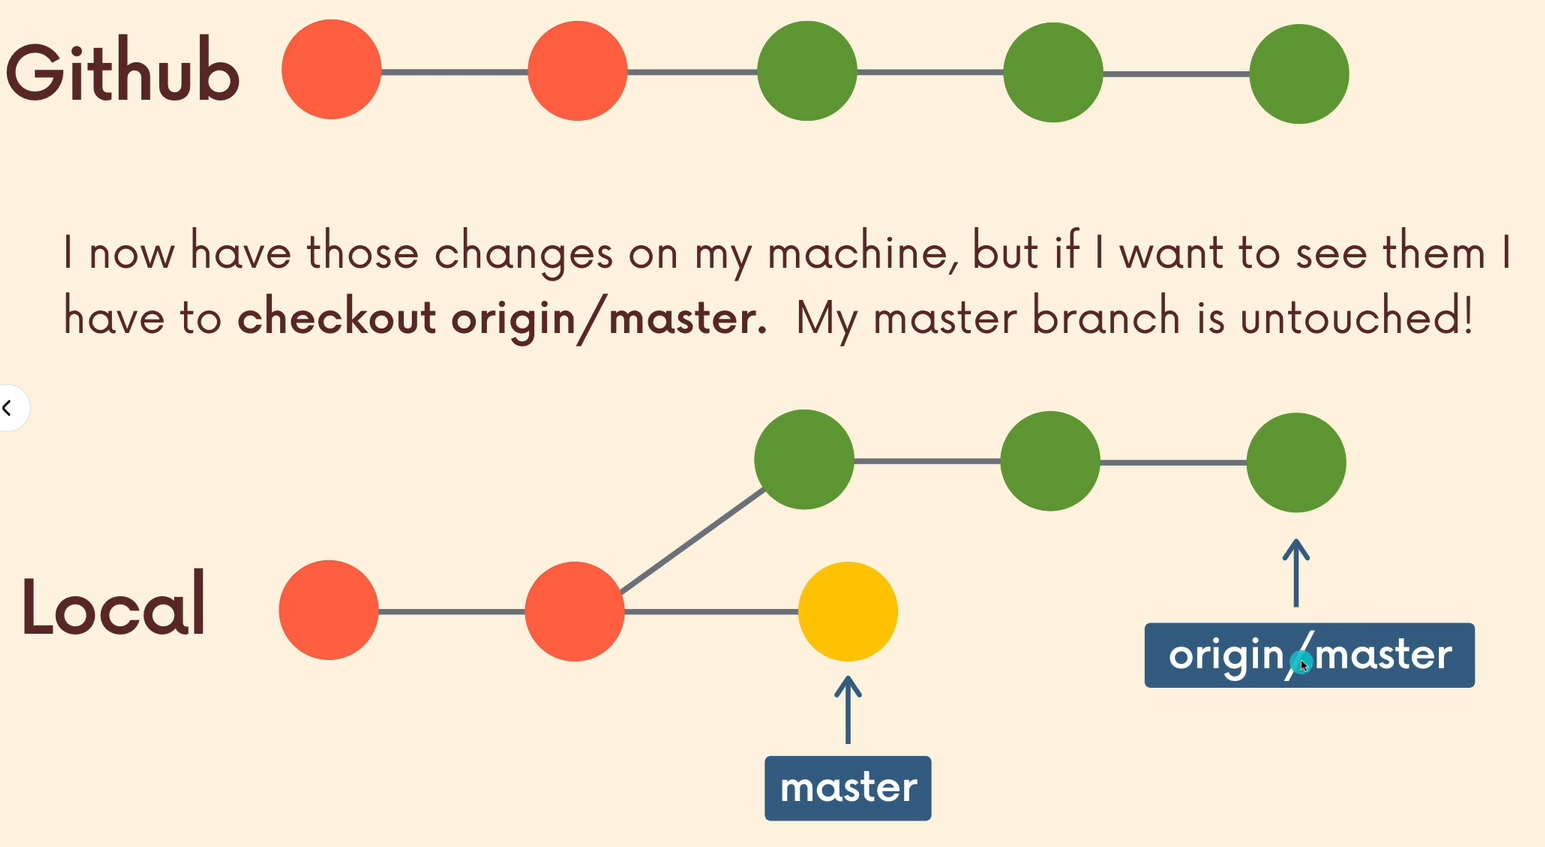 Github
I now have those changes on my machine, but if I want to see them I
have to checkout origin/master. My master branch is untouched!
Local
origin/master
master